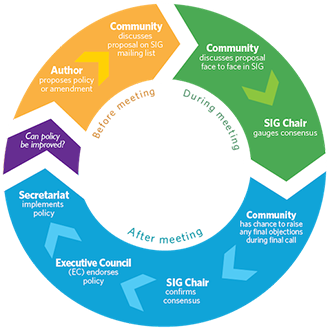 Community
discusses
proposal on SIG
mailing list
Author
proposes policy
or amendment
Before meeting
Community
discusses proposal
face to face in SIG
SIG Chair
gauges consensus
During meeting
Community
has chance to raise
any final objections
during final call
SIG Chair
confirms
consensus
Executive Council
(EC) endorses
policy
Secretariat
implements
policy
After meeting
Can policy
be improved?